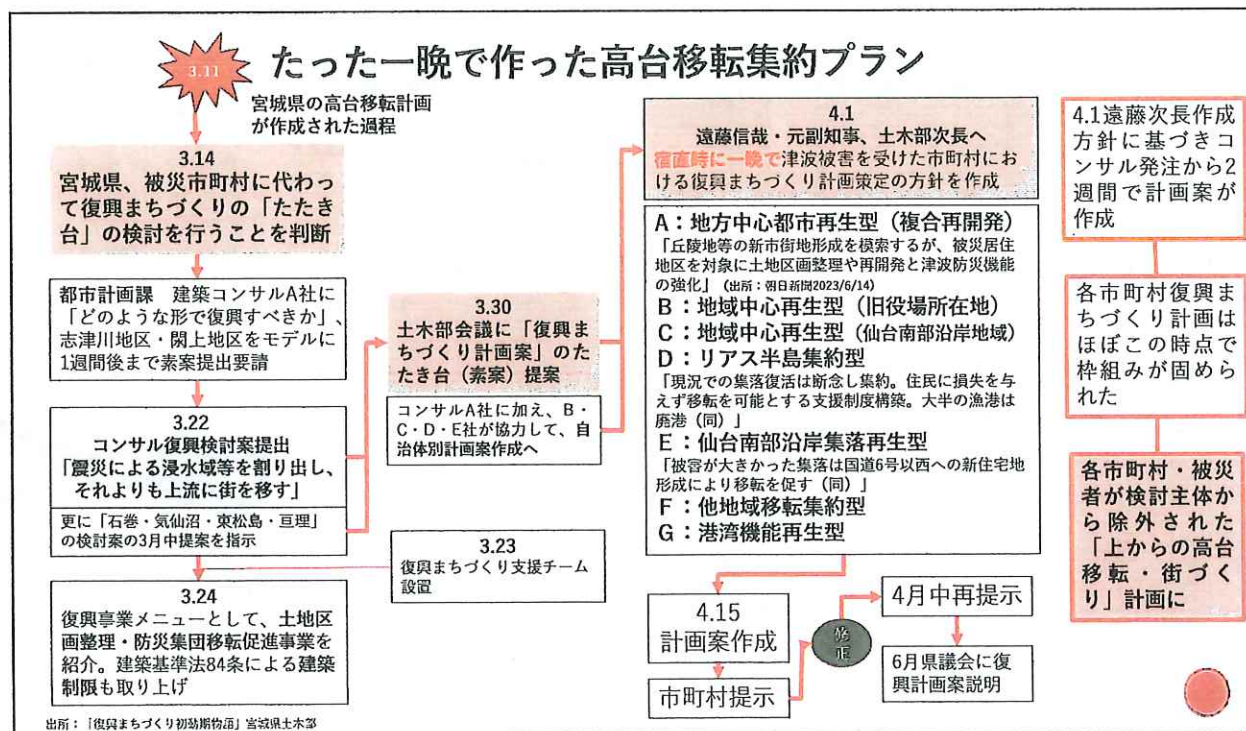 3.11
たった一晩で作った高台移転集約プラン
宮城県の高台移転計画
が作成された過程
3.14
宮城県、被災市町村に代わっ
て復興まちづくりの「たたき
台」の検討を行うことを判断
都市計画課　建築コンサルA社に
「どのような形で復興すべきか」、
志津川地区・閖上地区をモデルに
1週間後まで素案提出要請
3.22
コンサル復興検討案提出
「震災による浸水域等を割り出し、
それよりも上流に街を移す」
更に「石巻・気仙沼・東松島・亘理」
の検討案の3月中提案を指示
3.23
復興まちづくり支援チーム
設置
3.24
復興事業メニューとして、土地区
画整理・防災集団移転促進事業を
紹介。建築基準法84条による建築
制限も取り上げ
3.30
土木部会議に「復興ま
ちづくり計画案」のた
たき台（素案）提案
コンサルA社に加え、B・
C・D・E社が協力して、自
治体別計画案作成へ
4.1
遠藤信哉・元副知事、土木部次長へ
宿直時に一晩で津波被害を受けた市町村にお
ける復興まちづくり計画策定の方針を作成
A：地方中心都市再生型（複合再開発）
「丘陵地等の新市街地形成を模索するが、被災居住
地区を対象に土地区画整理や再開発と津波防災機能
の強化」（出所：朝日新聞2023/6/14）
B：地域中心再生型（旧役場所在地）
C：地域中心再生型（仙台南部沿岸地域）
D：リアス半島集約型
「現況での集落復活は断念し集約。住民に損失を与
えず移転を可能とする支援制度構築。大半の漁港は
廃港（同）」
E：仙台南部沿岸集落再生型
「被害が大きかった集落は国道6号以西への新住宅地
形成により移転を促す（同）」
F：他地域移転集約型
G：港湾機能再生型
4.15
計画案作成
市町村提示
修正
4月中再提示
6月県議会に復
興計画案説明
4.1遠藤次長作成
方針に基づきコ
ンサル発注から2
週間で計画案が
作成
各市町村復興ま
ちづくり計画は
ほぼこの時点で
枠組みが固めら
れた
各市町村・被災
者が検討主体か
ら除外された
「上からの高台
移転・街づく
り」計画に
出所：「復興まちづくり初動期物語」宮城県土木部